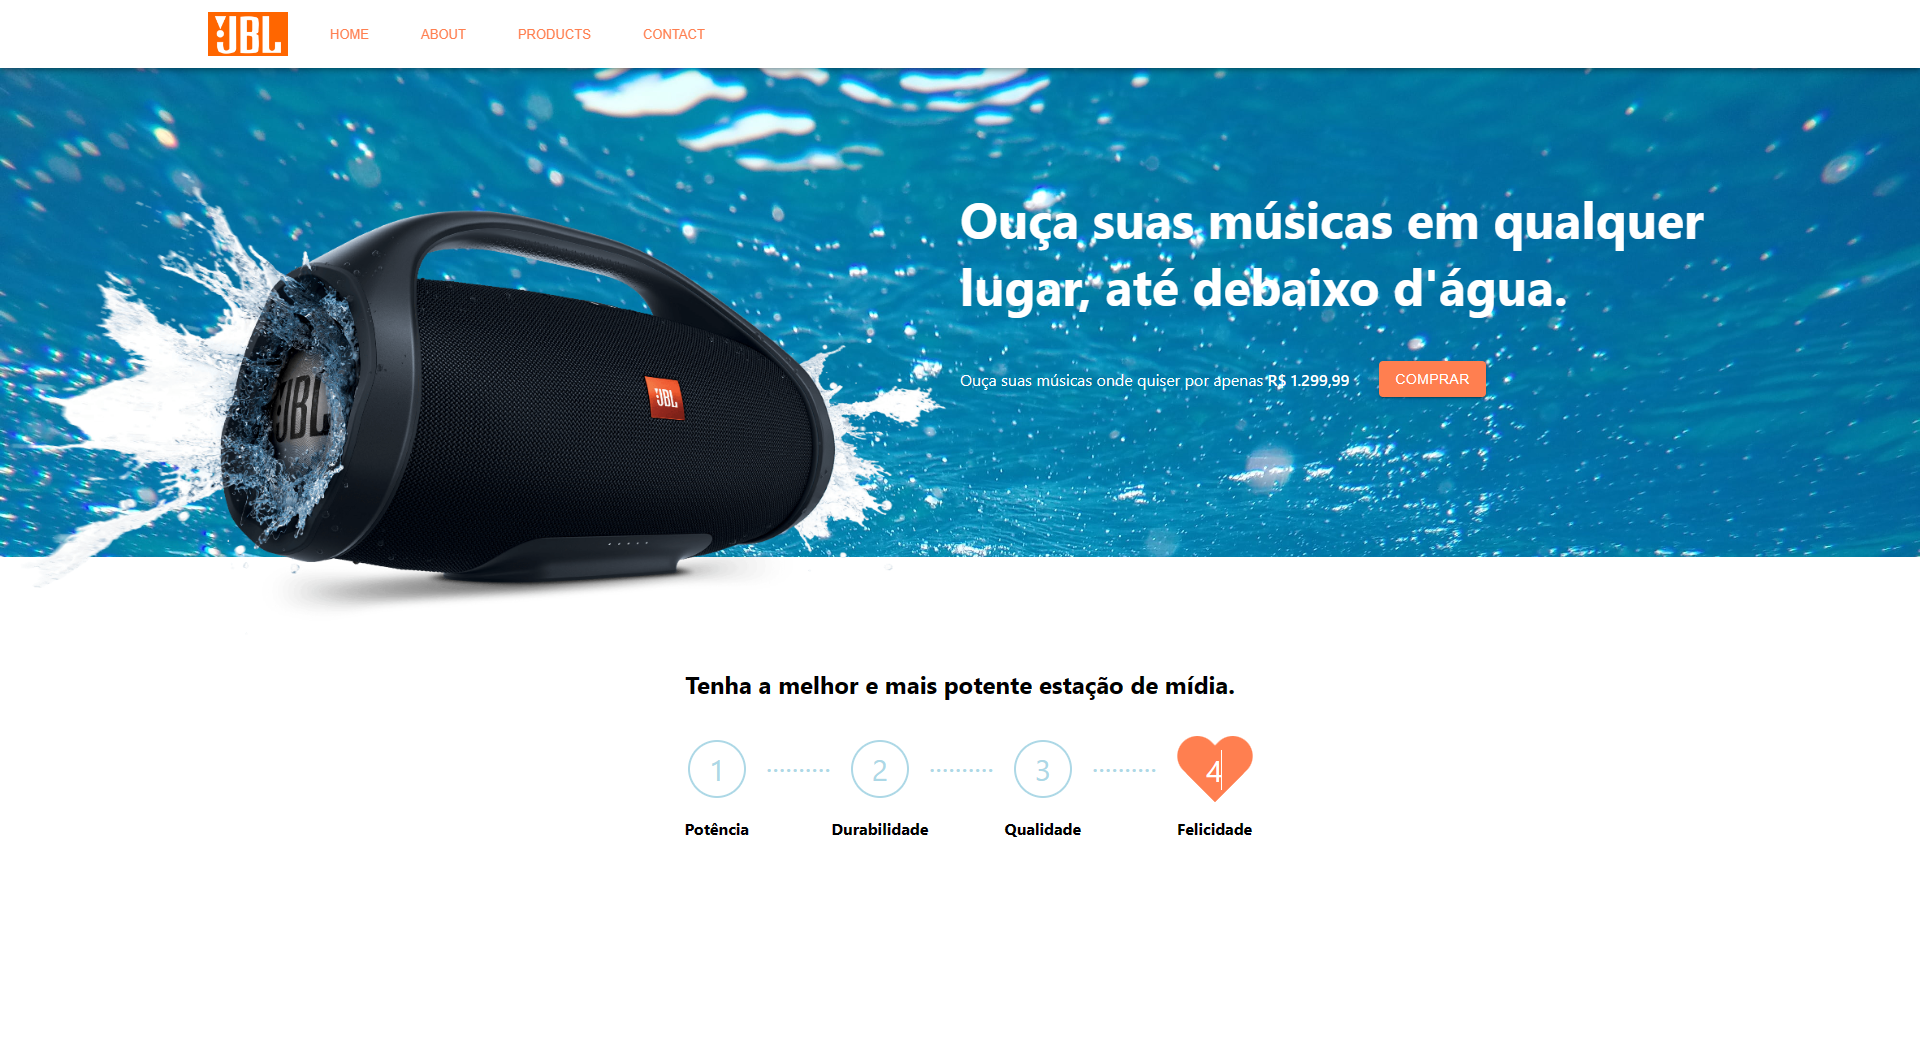 JBL
HOME ABOUT PRODUCTS CONTACT
Ouça suas músicas em qualquer
lugar, até debaixo d'água.
Ouça suas músicas onde quiser por apenas R$ 1.299,99 COMPRAR
JBL
JBL
Tenha a melhor e mais potente estação de mídia.
1 2 3 4
Potência Durabilidade Qualidade Felicidade